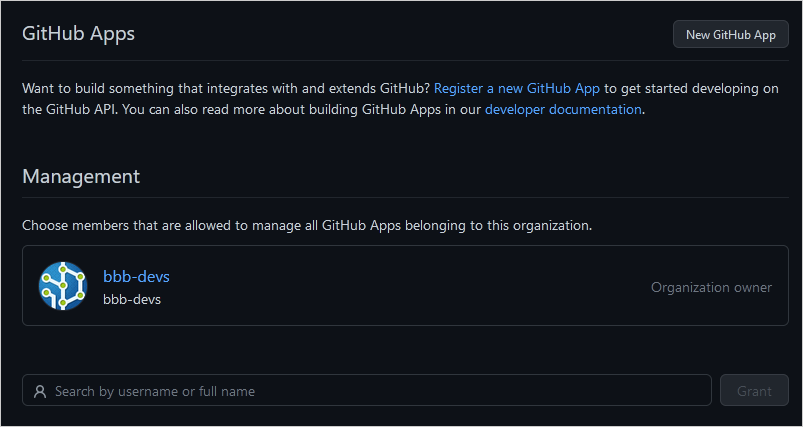 GitHub Apps
New GitHub App
Want to build something that integrates with and extends GitHub? Register a new GitHub App to get started developing on
the GitHub API. You can also read more about building GitHub Apps in our developer documentation.
Management
Choose members that are allowed to manage all GitHub Apps belonging to this organization.
bbb-devs
bbb-devs
Organization owner
Search by username or full name
Grant